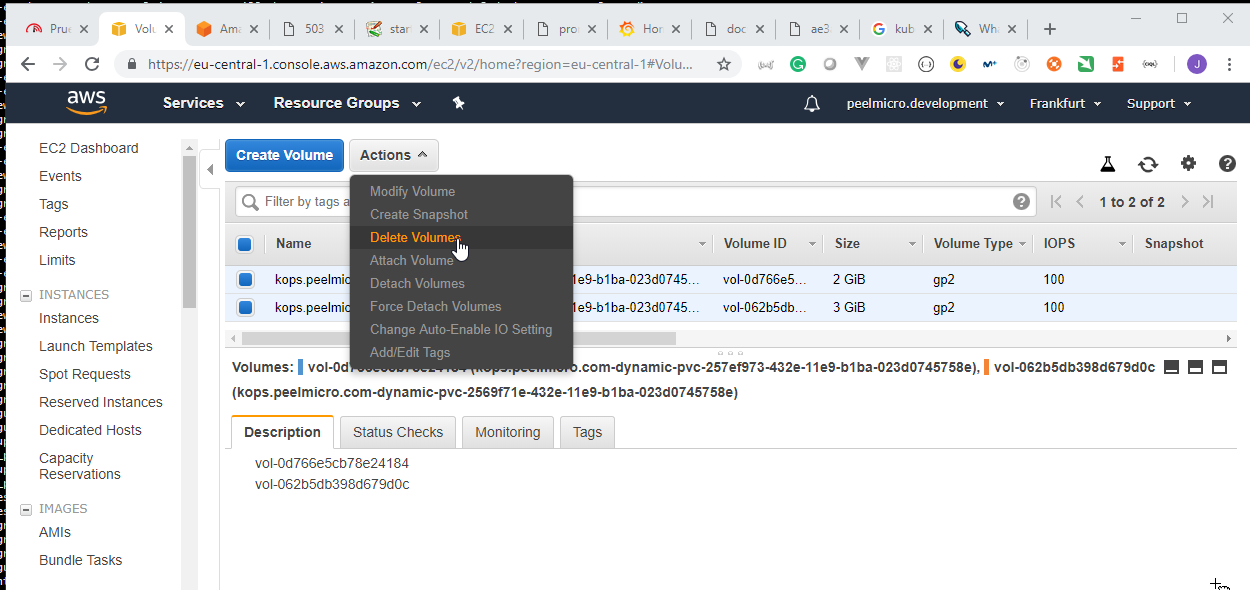 Prue
Volu
Ama
503
star
EC2
pro
Hor
doc
ae3
kub
Wha
https://eu-central-1.console.aws.amazon.com/ec2/v2/home?region=eu-central-1#Volu...
J
aws
Services
Resource Groups
peelmicro.development
Frankfurt
Support
EC2 Dashboard
Events
Tags
Reports
Limits
INSTANCES
Instances
Launch Templates
Spot Requests
Reserved Instances
Dedicated Hosts
Capacity
Reservations
IMAGES
AMIs
Bundle Tasks
Create Volume
Actions
Modify Volume
Create Snapshot
Delete Volumes
Attach Volume
Detach Volumes
Force Detach Volumes
Change Auto-Enable IO Setting
Add/Edit Tags
Filter by tags a
1 to 2 of 2
Name Volume ID Size Volume Type IOPS Snapshot
kops.peelmic 1e9-b1ba-023d0745... vol-0d766e5... 2 GiB gp2 100
kops.peelmic 1e9-b1ba-023d0745... vol-062b5db... 3 GiB gp2 100
Volumes: vol-0d766e5cb78e24184 (kops.peelmicro.com-dynamic-pvc-257ef973-432e-11e9-b1ba-023d0745758e), vol-062b5db398d679d0c
(kops.peelmicro.com-dynamic-pvc-2569f71e-432e-11e9-b1ba-023d0745758e)
Description Status Checks Monitoring Tags
vol-0d766e5cb78e24184
vol-062b5db398d679d0c